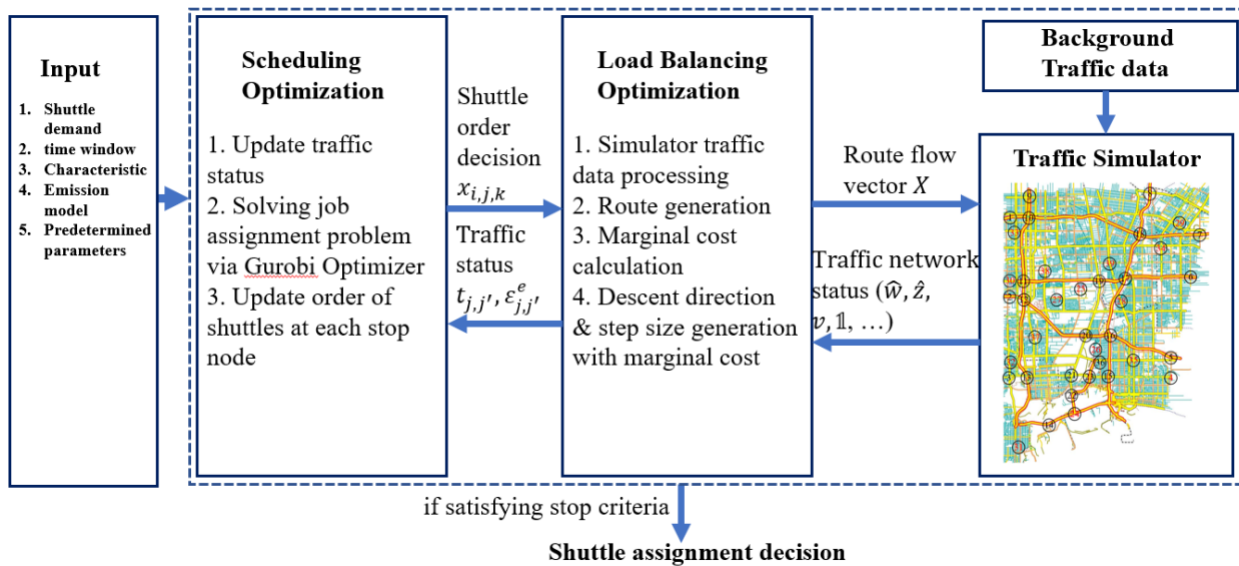 Input
1. Shuttle
demand
2. time window
3. Characteristic
4. Emission
model
5. Predetermined
parameters
Scheduling
Optimization
1. Update traffic
status
2. Solving job
assignment problem
via Gurobi Optimizer
3. Update order of
shuttles at each stop
node
Shuttle
order
decision
x_{i,j,k}
Traffic
status
t_{j,j'}, ε^e_{j,j'}
Load Balancing
Optimization
1. Simulator traffic
data processing
2. Route generation
3. Marginal cost
calculation
4. Descent direction
& step size generation
with marginal cost
Route flow
vector X
Traffic network
status (ŵ, ẑ,
v, 𝟙, …)
Background
Traffic data
Traffic Simulator
if satisfying stop criteria
Shuttle assignment decision